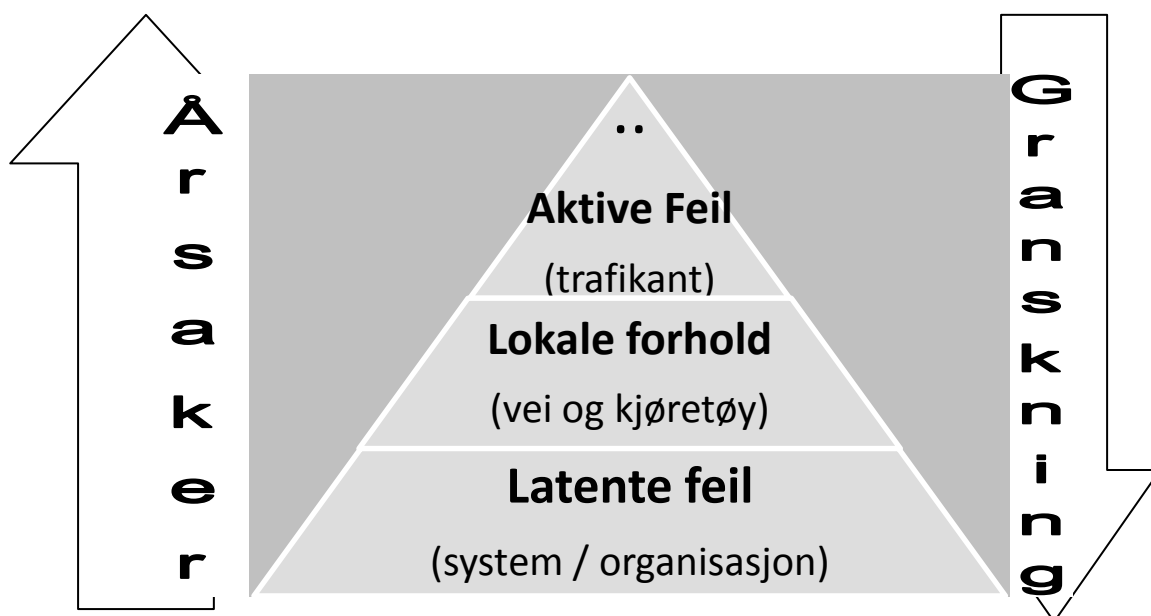 Årsaker
..
Aktive Feil
(trafikant)
Lokale forhold
(vei og kjøretøy)
Latente feil
(system / organisasjon)
Granskning